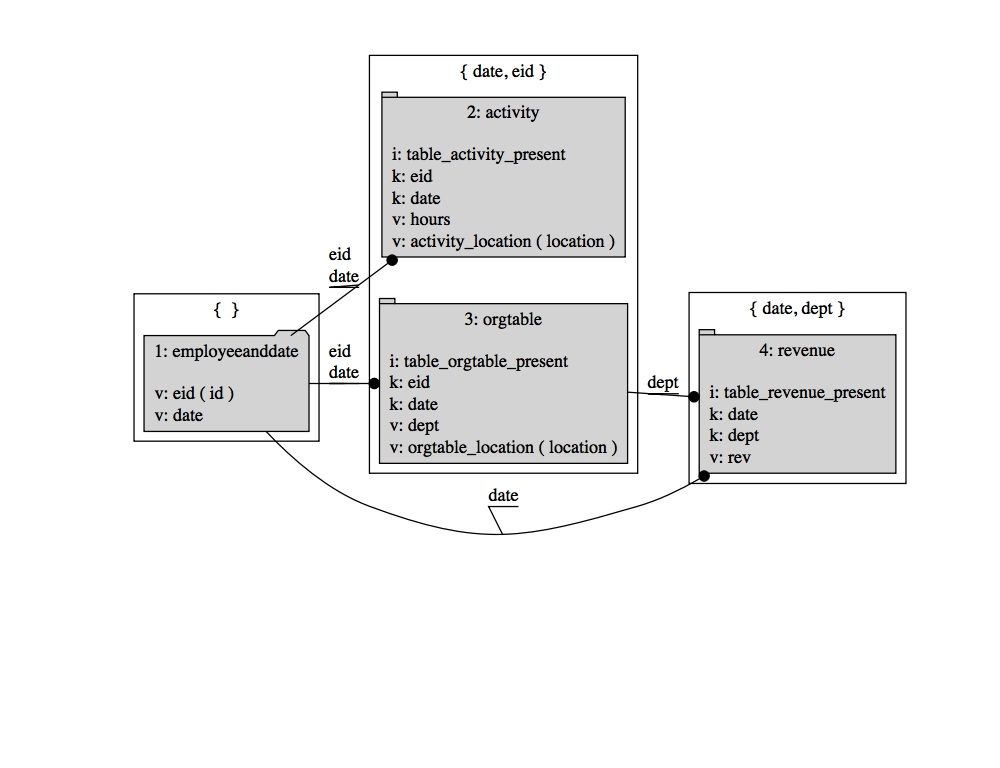 { date, eid }
2: activity
i: table_activity_present
k: eid
k: date
v: hours
v: activity_location ( location )
eid
date
{ }
1: employeeanddate
v: eid ( id )
v: date
eid
date
3: orgtable
i: table_orgtable_present
k: eid
k: date
v: dept
v: orgtable_location ( location )
dept
{ date, dept }
4: revenue
i: table_revenue_present
k: date
k: dept
v: rev
date